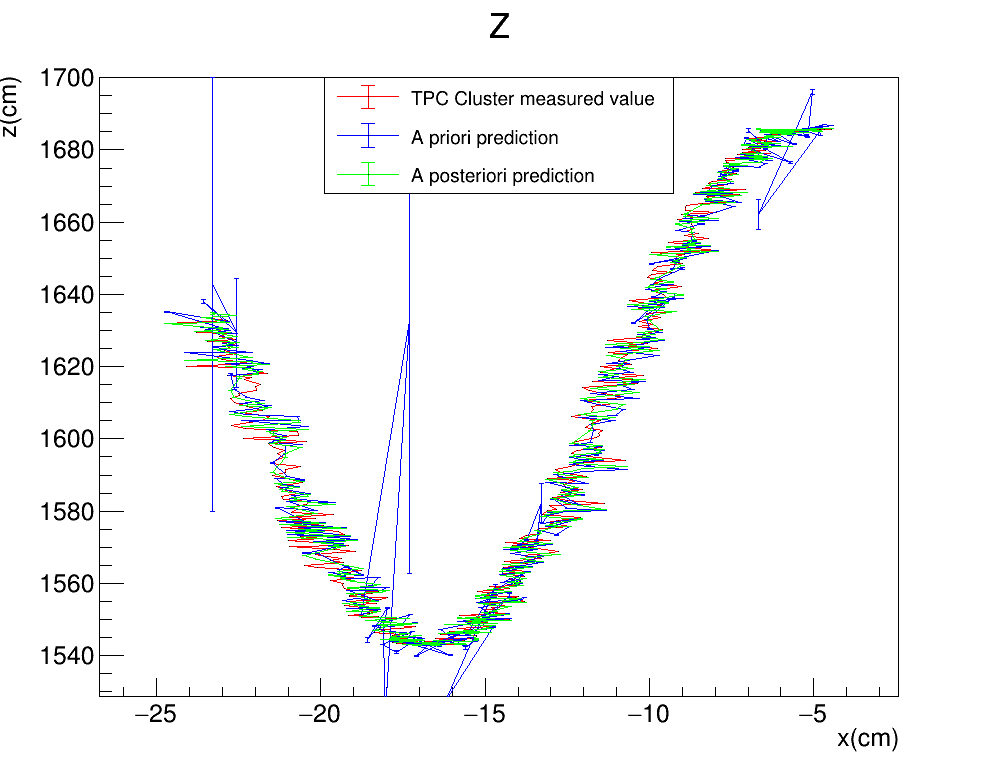 Z
z(cm)
1700
1680
1660
1640
1620
1600
1580
1560
1540
TPC Cluster measured value
A priori prediction
A posteriori prediction
−25
−20
−15
−10
−5
x(cm)